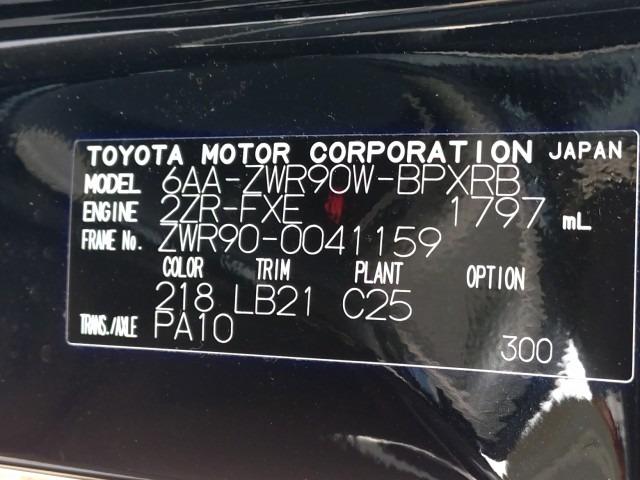 TOYOTA MOTOR CORPORATION JAPAN
MODEL 6AA-ZWR90W-BPXRB
ENGINE 2ZR-FXE 1797 mL
FRAME No. ZWR90-0041159
COLOR TRIM PLANT OPTION
218 LB21 C25
TRANS./AXLE PA10
300